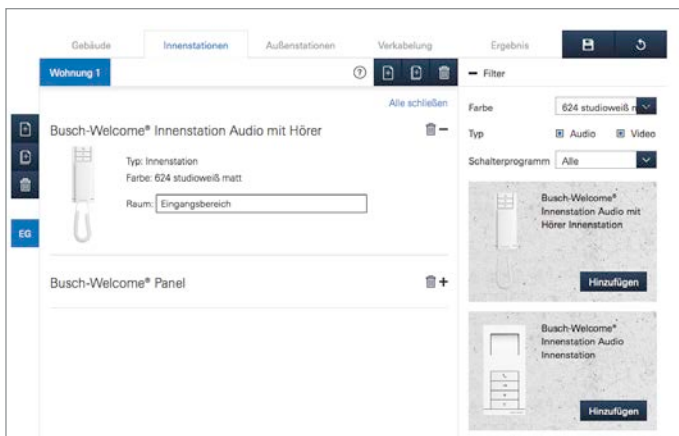 Gebäude
Innenstationen
Außenstationen
Verkabelung
Ergebnis
Wohnung 1
?
Filter
Alle schließen
Farbe
624 studioweiß
Typ
Audio
Video
Schalterprogramm
Alle
Busch-Welcome® Innenstation Audio mit Hörer
Typ: Innenstation
Farbe: 624 studioweiß matt
Raum: Eingangsbereich
EG
Busch-Welcome® Panel
Busch-Welcome®
Innenstation Audio mit
Hörer Innenstation
Hinzufügen
Busch-Welcome®
Innenstation Audio
Innenstation
Hinzufügen